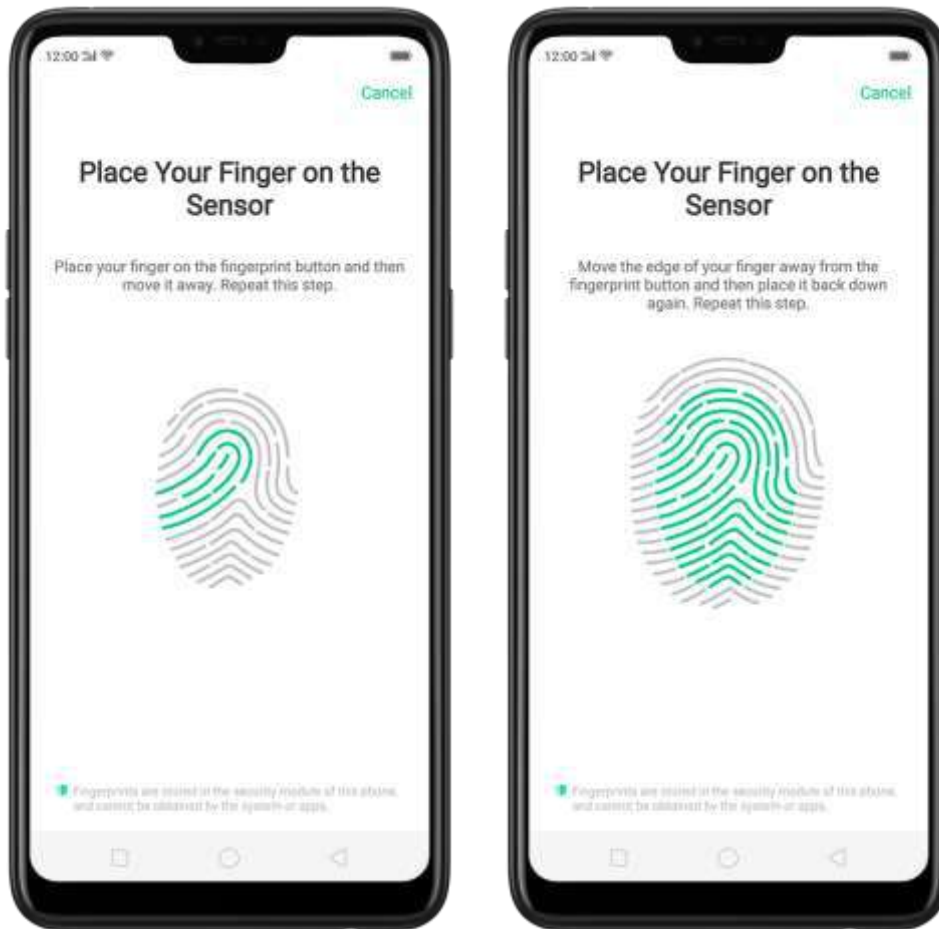 12:00
Cancel
Place Your Finger on the
Sensor
Place your finger on the fingerprint button and then
move it away. Repeat this step.
Fingerprints are stored in the security module of this phone,
and cannot be obtained by the system or apps.
12:00
Cancel
Place Your Finger on the
Sensor
Move the edge of your finger away from the
fingerprint button and then place it back down
again. Repeat this step.
Fingerprints are stored in the security module of this phone,
and cannot be obtained by the system or apps.